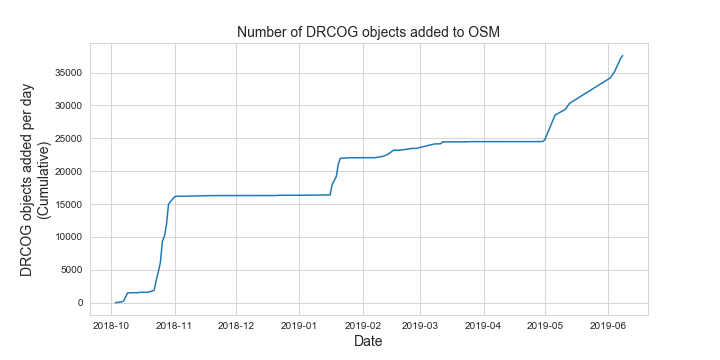 Number of DRCOG objects added to OSM
DRCOG objects added per day
(Cumulative)
35000
30000
25000
20000
15000
10000
5000
0
2018-10 2018-11 2018-12 2019-01 2019-02 2019-03 2019-04 2019-05 2019-06
Date